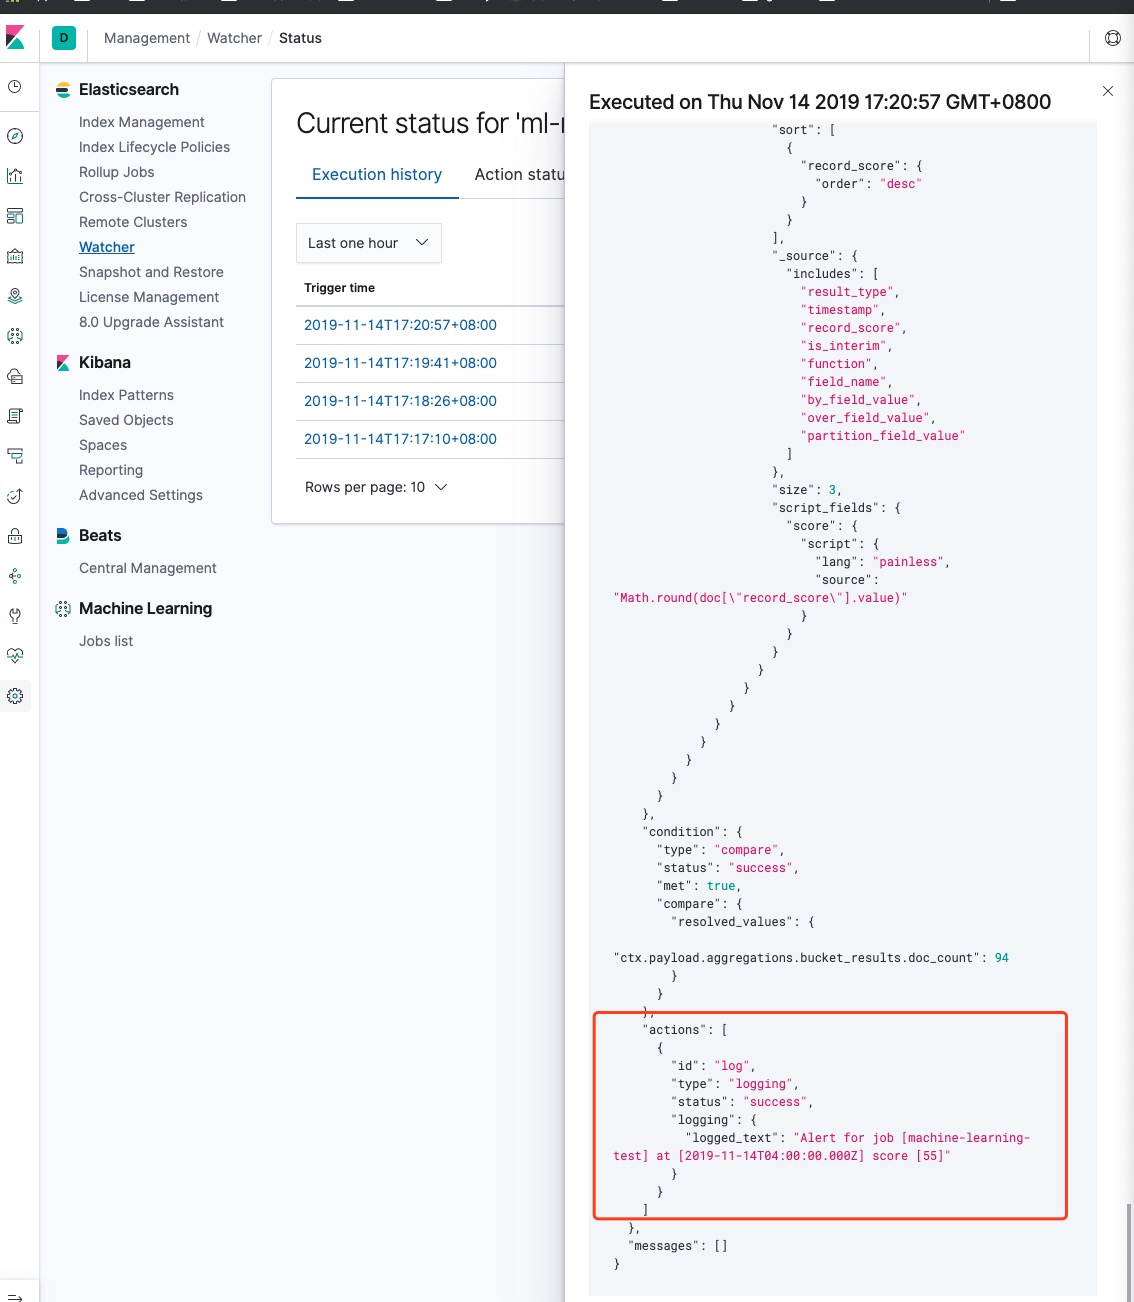 D
Management / Watcher / Status
Elasticsearch
Index Management
Index Lifecycle Policies
Rollup Jobs
Cross-Cluster Replication
Remote Clusters
Watcher
Snapshot and Restore
License Management
8.0 Upgrade Assistant
Kibana
Index Patterns
Saved Objects
Spaces
Reporting
Advanced Settings
Beats
Central Management
Machine Learning
Jobs list
Current status for 'ml-
Execution history
Action statu
Last one hour
Trigger time
2019-11-14T17:20:57+08:00
2019-11-14T17:19:41+08:00
2019-11-14T17:18:26+08:00
2019-11-14T17:17:10+08:00
Rows per page: 10
Executed on Thu Nov 14 2019 17:20:57 GMT+0800
"sort": [
{
"record_score": {
"order": "desc"
}
}
],
"_source": {
"includes": [
"result_type",
"timestamp",
"record_score",
"is_interim",
"function",
"field_name",
"by_field_value",
"over_field_value",
"partition_field_value"
]
},
"size": 3,
"script_fields": {
"score": {
"script": {
"lang": "painless",
"source":
"Math.round(doc[\"record_score\"].value)"
}
}
}
}
}
}
}
}
}
}
}
},
"condition": {
"type": "compare",
"status": "success",
"met": true,
"compare": {
"resolved_values": {
"ctx.payload.aggregations.bucket_results.doc_count": 94
}
}
},
"actions": [
{
"id": "log",
"type": "logging",
"status": "success",
"logging": {
"logged_text": "Alert for job [machine-learning-
test] at [2019-11-14T04:00:00.000Z] score [55]"
}
}
]
},
"messages": []
}